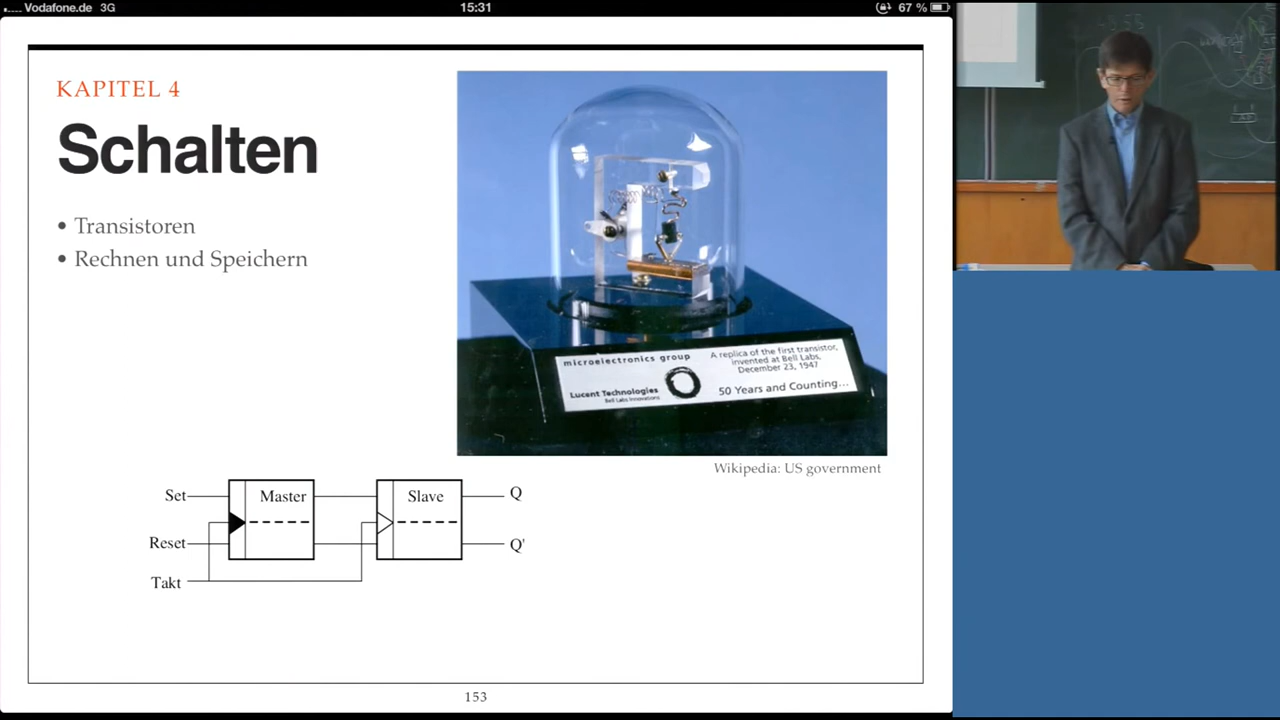 Vodafone.de 3G
15:31
67 %
KAPITEL 4
Schalten
• Transistoren
• Rechnen und Speichern
microelectronics group
Lucent Technologies
Bell Labs Innovations
A replica of the first transistor,
invented at Bell Labs,
December 23, 1947
50 Years and Counting...
Wikipedia: US government
Set
Master
Slave
Q
Reset
Q'
Takt
153